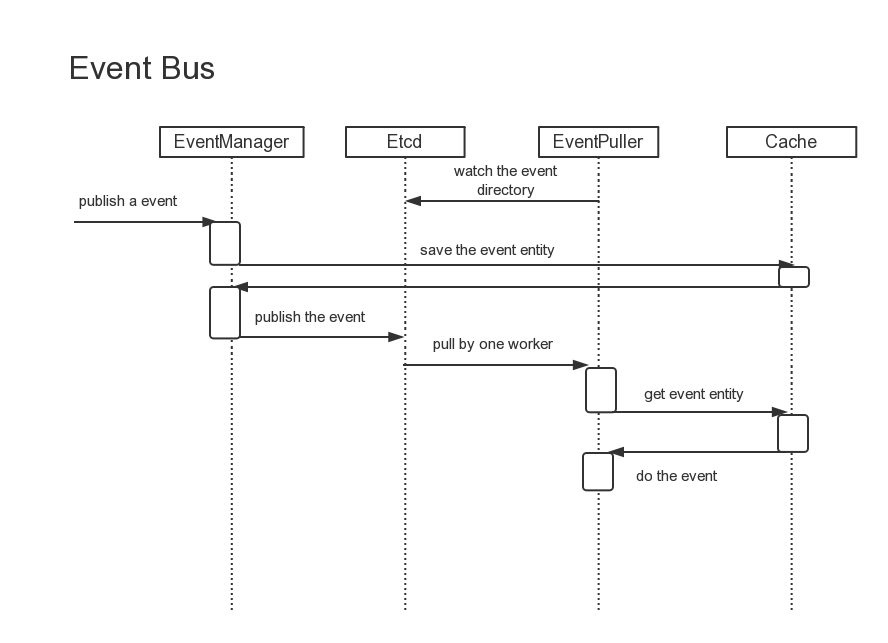 Event Bus
EventManager
Etcd
EventPuller
Cache
watch the event
directory
publish a event
save the event entity
publish the event
pull by one worker
get event entity
do the event